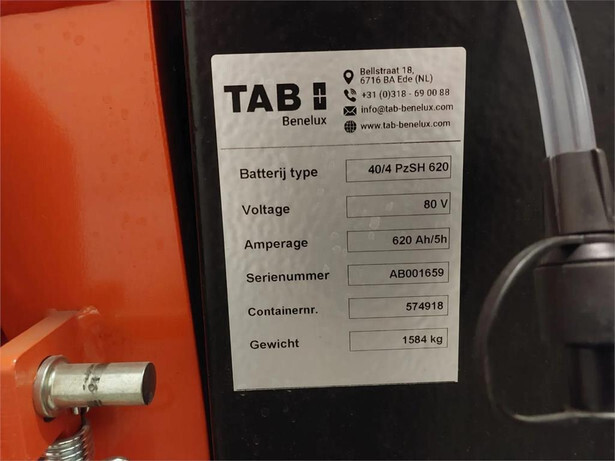 TAB
Benelux
Bellstraat 18,
6716 BA Ede (NL)
+31 (0)318 - 69 00 88
info@tab-benelux.com
www.tab-benelux.com
Batterij type 40/4 PzSH 620
Voltage 80 V
Amperage 620 Ah/5h
Serienummer AB001659
Containernr. 574918
Gewicht 1584 kg